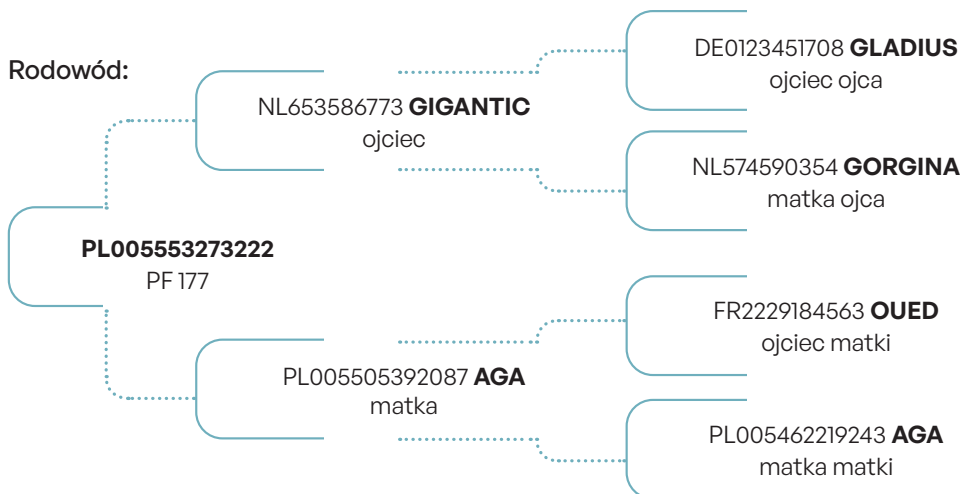 Rodowód:
DE0123451708 GLADIUS
ojciec ojca
NL653586773 GIGANTIC
ojciec
NL574590354 GORGINA
matka ojca
PL005553273222
PF 177
FR2229184563 OUED
ojciec matki
PL005505392087 AGA
matka
PL005462219243 AGA
matka matki